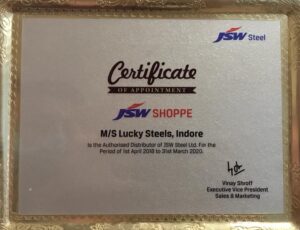 JSW Steel
Certificate
OF APPOINTMENT
JSW SHOPPE
M/S Lucky Steels, Indore
Is the Authorised Distributor of JSW Steel Ltd. For the
Period of 1st April 2018 to 31st March 2020.
Vinay Shroff
Executive Vice President
Sales & Marketing